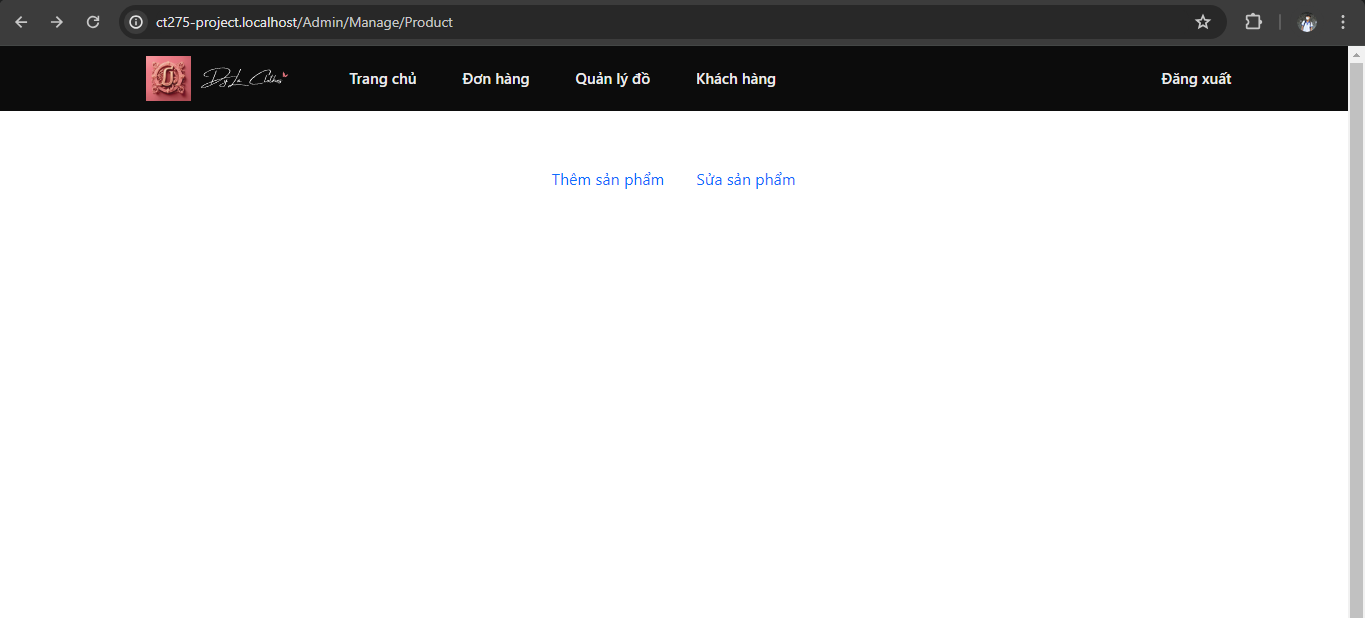 ct275-project.localhost/Admin/Manage/Product
DyLa_Clothes Trang chủ Đơn hàng Quản lý đồ Khách hàng Đăng xuất
Thêm sản phẩm Sửa sản phẩm